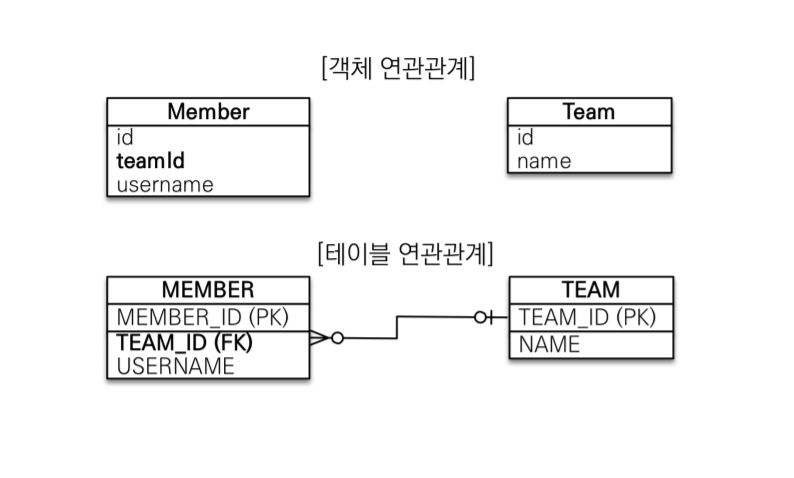 [객체 연관관계]
Member
id
teamId
username
Team
id
name
[테이블 연관관계]
MEMBER
MEMBER_ID (PK)
TEAM_ID (FK)
USERNAME
TEAM
TEAM_ID (PK)
NAME